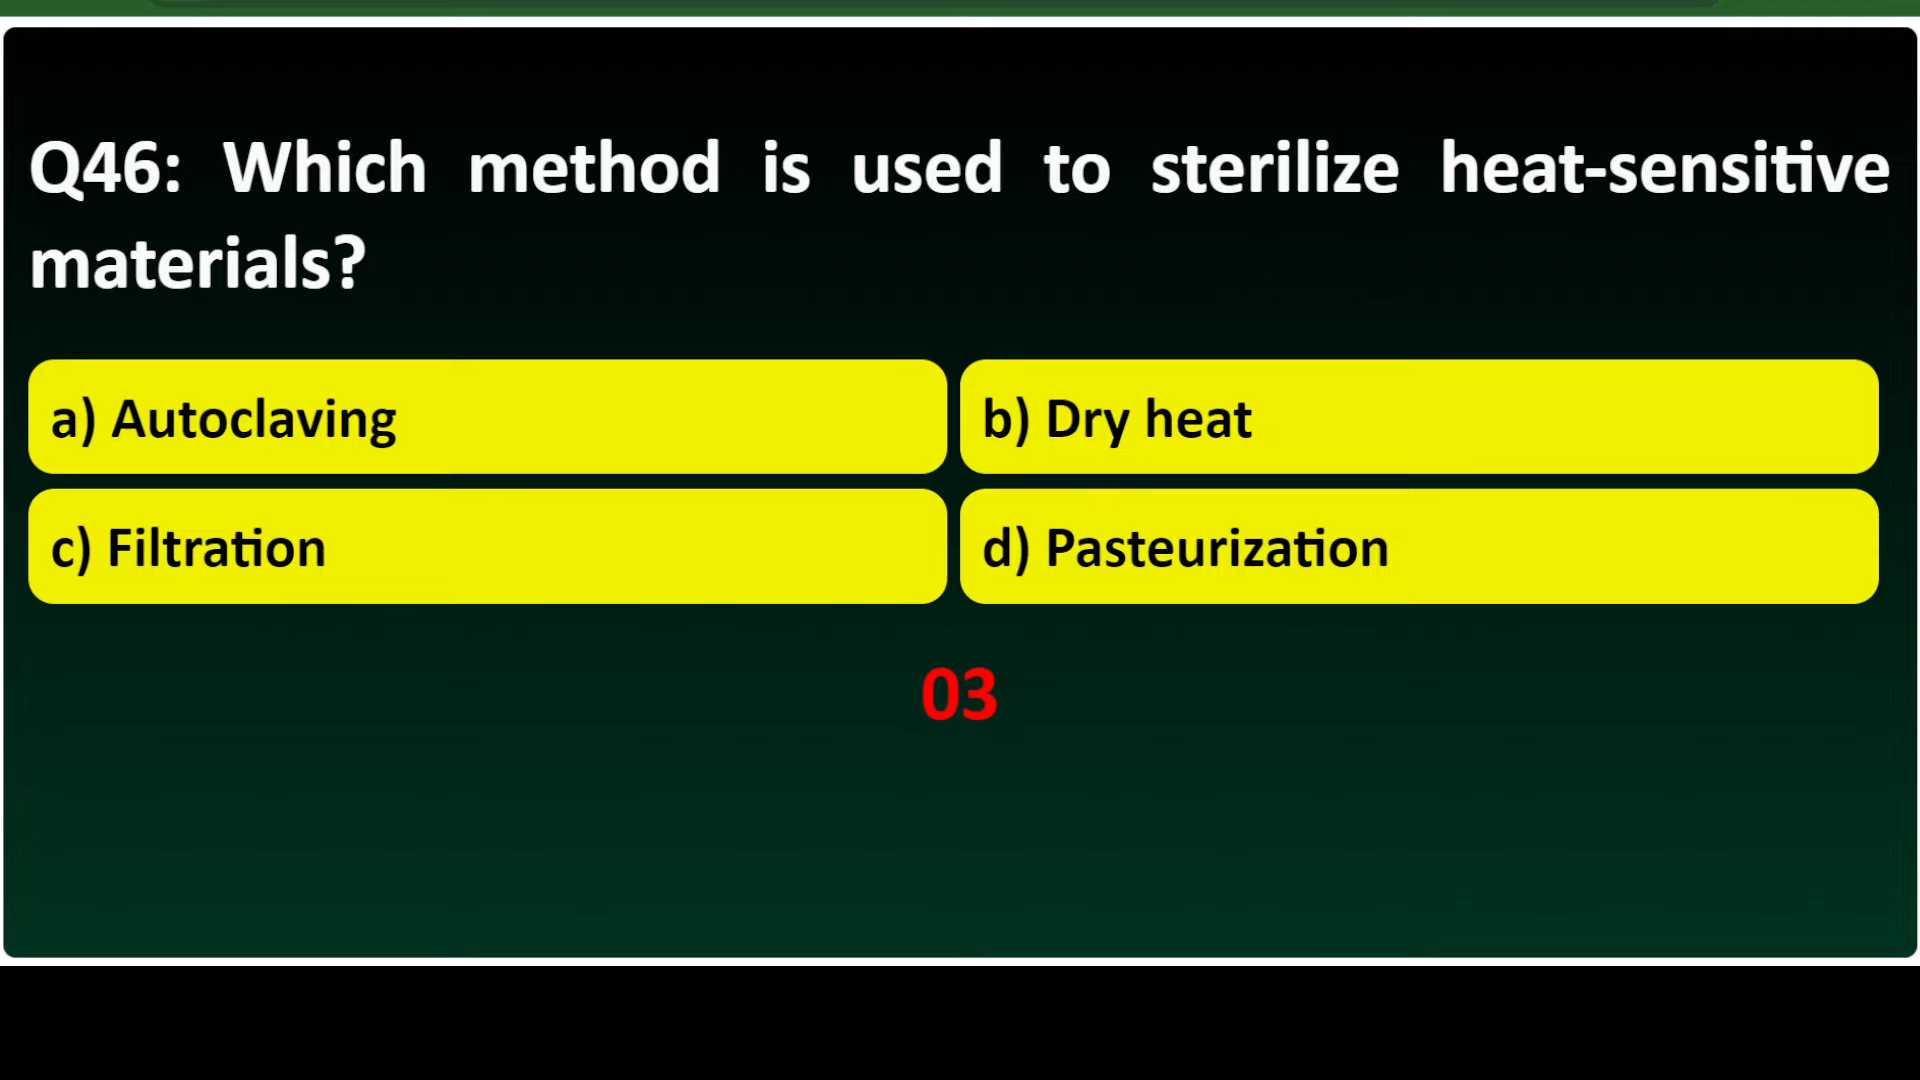 Q46: Which method is used to sterilize heat-sensitive
materials?
a) Autoclaving
b) Dry heat
c) Filtration
d) Pasteurization
03